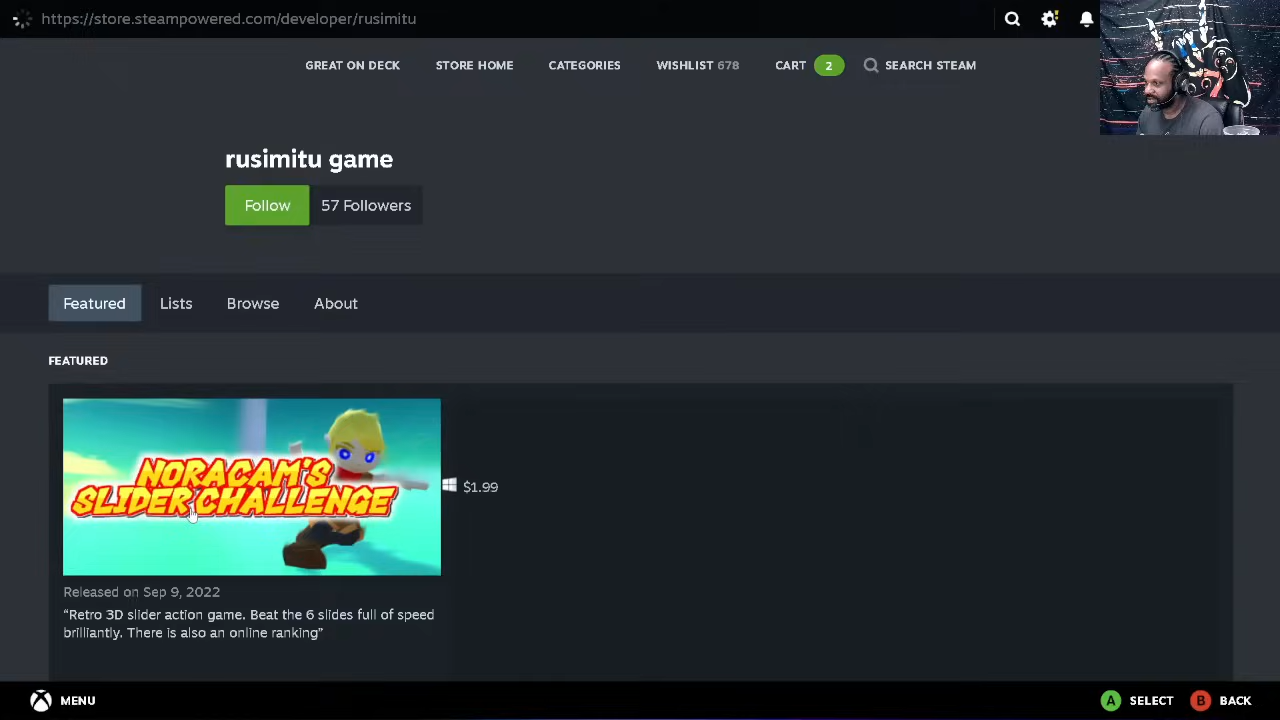 https://store.steampowered.com/developer/rusimitu
GREAT ON DECK STORE HOME CATEGORIES WISHLIST 678 CART 2 SEARCH STEAM
rusimitu game
Follow 57 Followers
Featured Lists Browse About
FEATURED
NORACAM'S
SLIDER CHALLENGE
$1.99
Released on Sep 9, 2022
“Retro 3D slider action game. Beat the 6 slides full of speed
brilliantly. There is also an online ranking”
MENU A SELECT B BACK